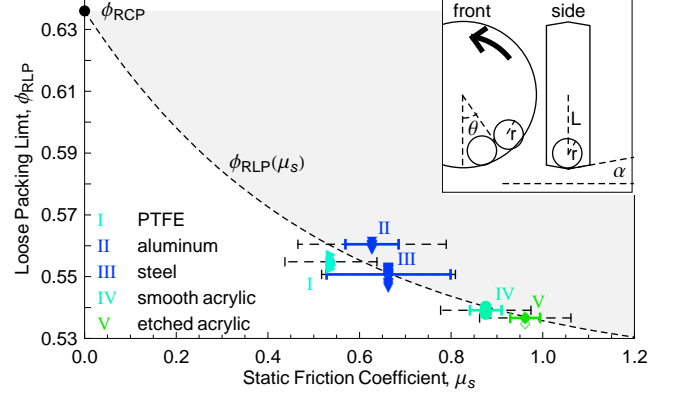 ϕRCP
front side
θ r
L
r
α
ϕRLP(μs)
Loose Packing Limt, ϕRLP
0.63
0.61
0.59
0.57
0.55
0.53
I PTFE
II aluminum
III steel
IV smooth acrylic
V etched acrylic
II
III
I
IV
V
0.0 0.2 0.4 0.6 0.8 1.0 1.2
Static Friction Coefficient, μs